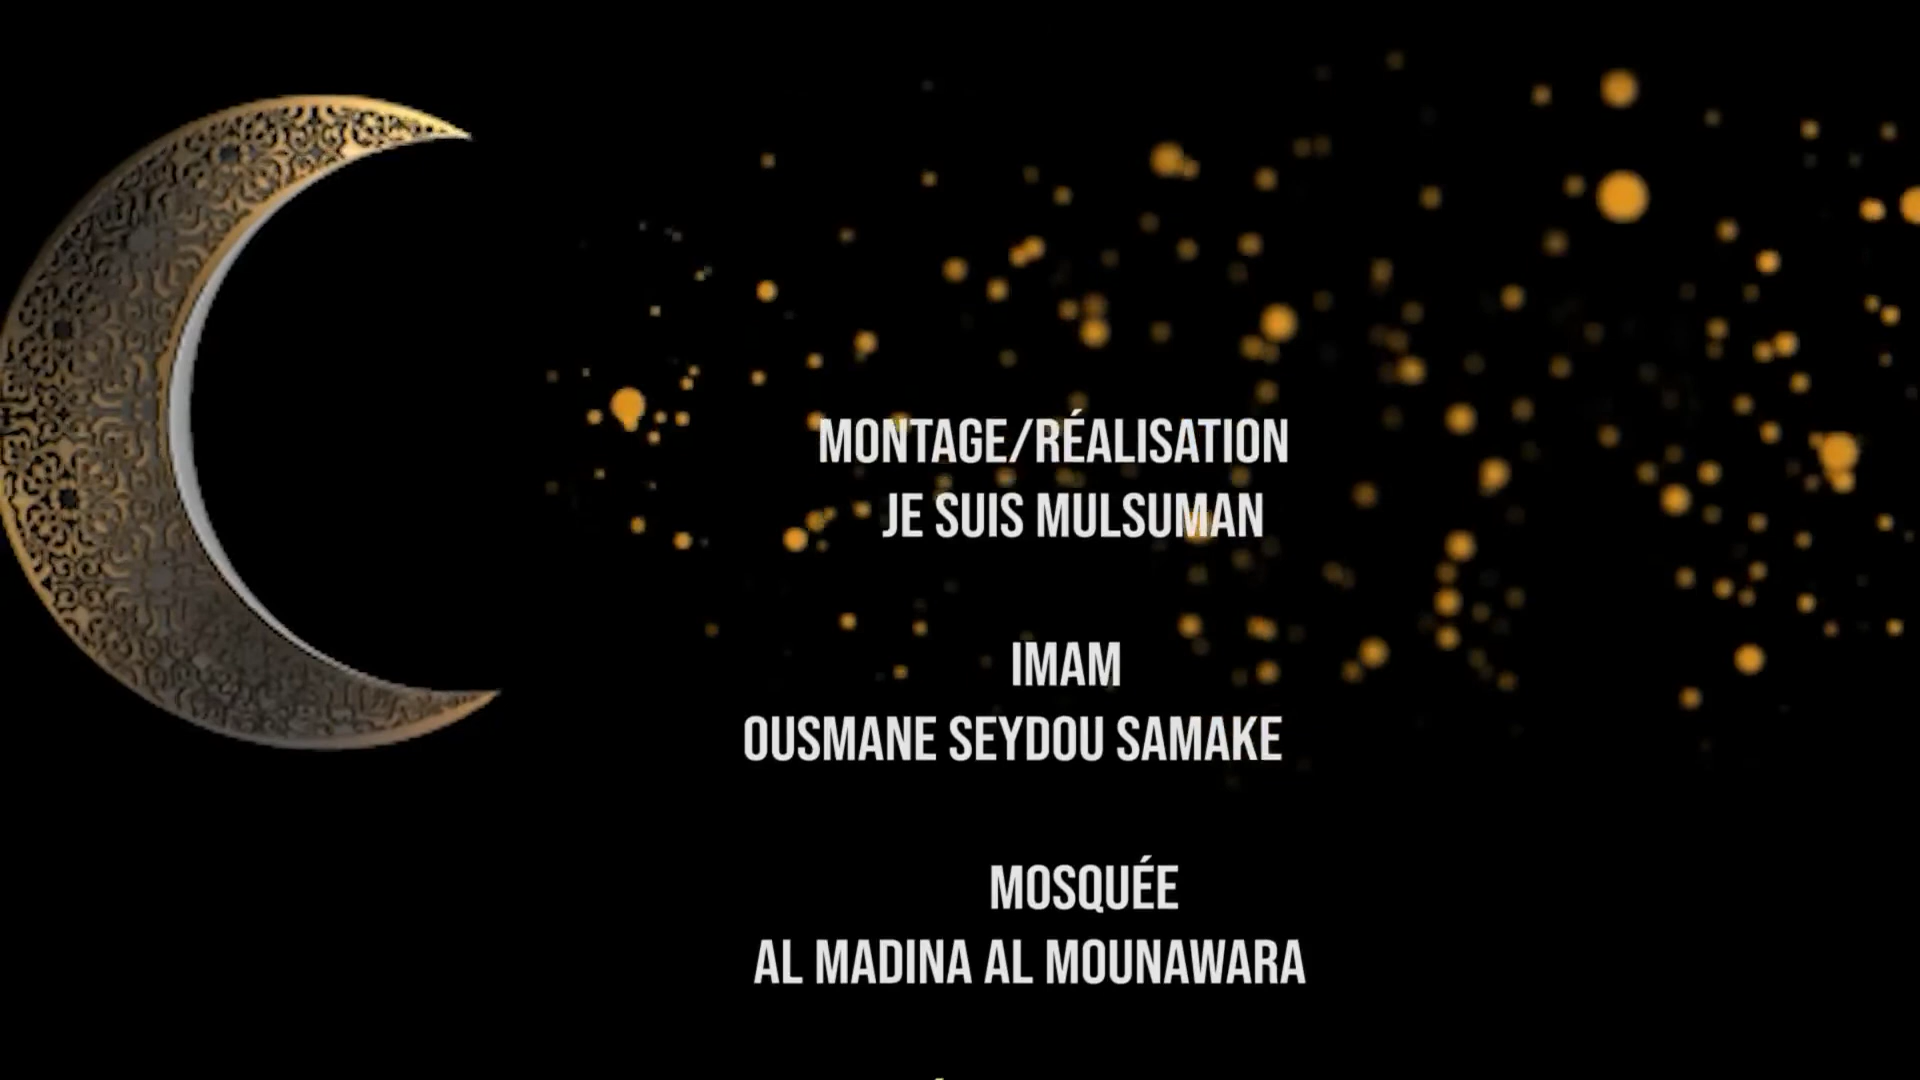 MONTAGE/RÉALISATION
JE SUIS MULSUMAN
IMAM
OUSMANE SEYDOU SAMAKE
MOSQUÉE
AL MADINA AL MOUNAWARA